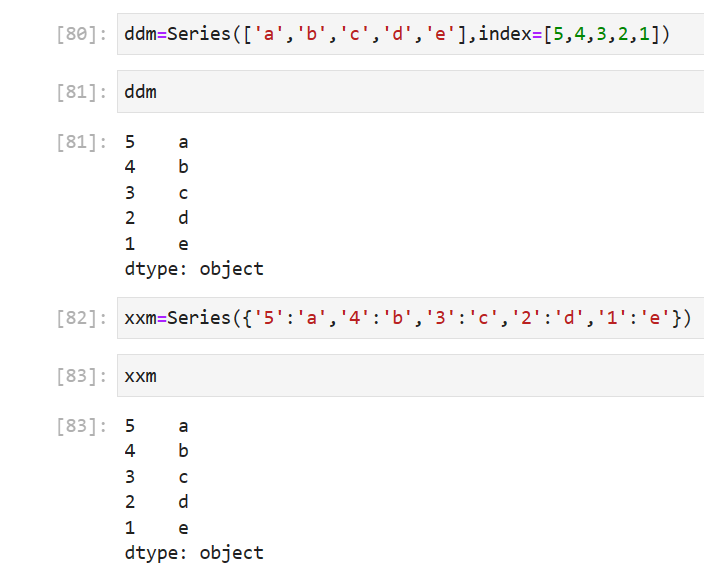 [80]: ddm=Series(['a','b','c','d','e'],index=[5,4,3,2,1])
[81]: ddm
[81]: 5    a
4    b
3    c
2    d
1    e
dtype: object
[82]: xxm=Series({'5':'a','4':'b','3':'c','2':'d','1':'e'})
[83]: xxm
[83]: 5    a
4    b
3    c
2    d
1    e
dtype: object